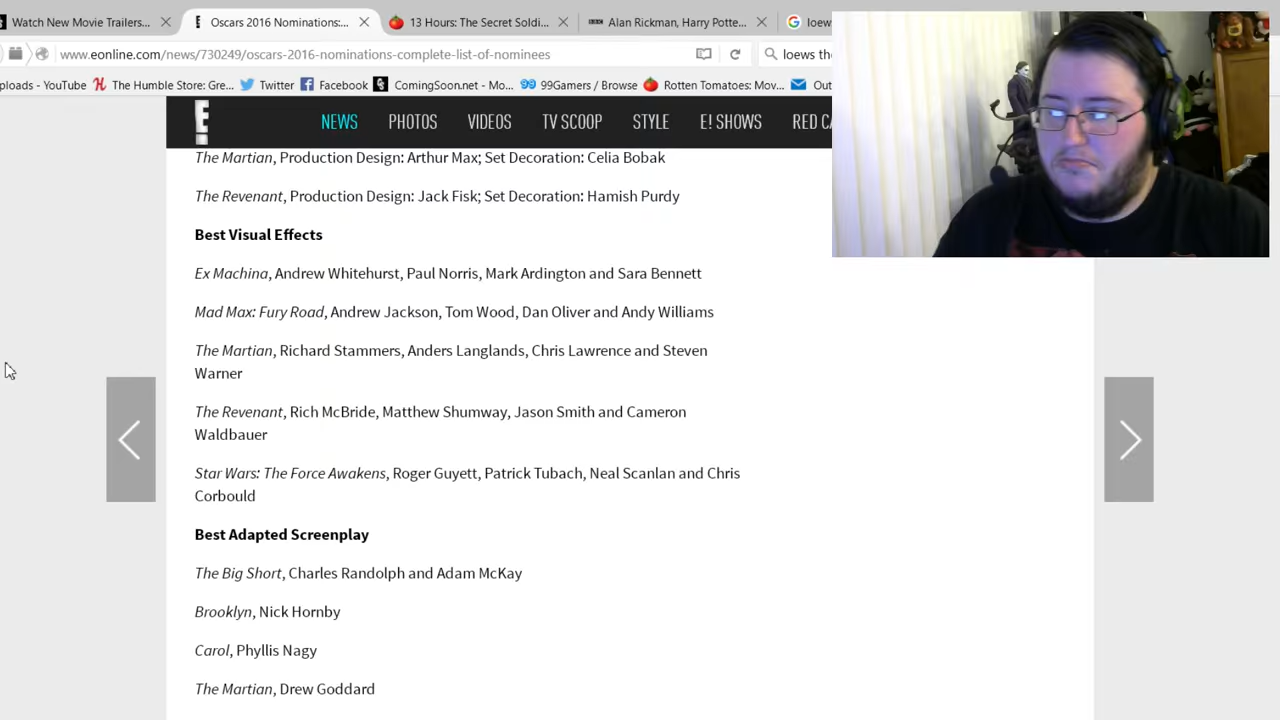 Watch New Movie Trailers... Oscars 2016 Nominations:... 13 Hours: The Secret Soldi... Alan Rickman, Harry Potte... loew
www.eonline.com/news/730249/oscars-2016-nominations-complete-list-of-nominees loews th
ploads - YouTube The Humble Store: Gre... Twitter Facebook ComingSoon.net - Mo... 99Gamers / Browse Rotten Tomatoes: Mov... Out
E! NEWS PHOTOS VIDEOS TV SCOOP STYLE E! SHOWS RED CA
The Martian, Production Design: Arthur Max; Set Decoration: Celia Bobak
The Revenant, Production Design: Jack Fisk; Set Decoration: Hamish Purdy
Best Visual Effects
Ex Machina, Andrew Whitehurst, Paul Norris, Mark Ardington and Sara Bennett
Mad Max: Fury Road, Andrew Jackson, Tom Wood, Dan Oliver and Andy Williams
The Martian, Richard Stammers, Anders Langlands, Chris Lawrence and Steven
Warner
The Revenant, Rich McBride, Matthew Shumway, Jason Smith and Cameron
Waldbauer
Star Wars: The Force Awakens, Roger Guyett, Patrick Tubach, Neal Scanlan and Chris
Corbould
Best Adapted Screenplay
The Big Short, Charles Randolph and Adam McKay
Brooklyn, Nick Hornby
Carol, Phyllis Nagy
The Martian, Drew Goddard